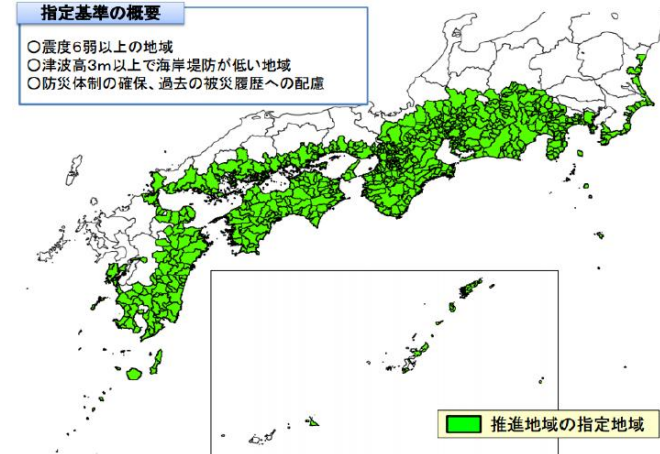 指定基準の概要
○震度6弱以上の地域
○津波高3m以上で海岸堤防が低い地域
○防災体制の確保、過去の被災履歴への配慮
推進地域の指定地域